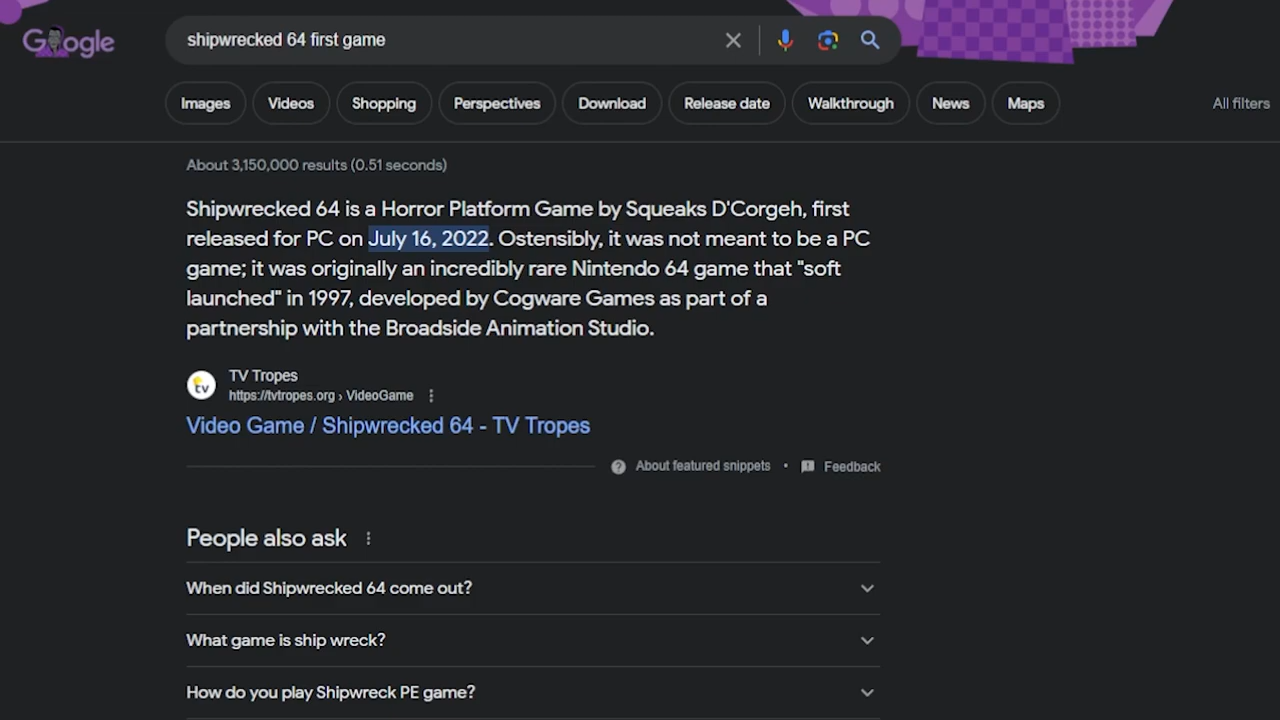 Google
shipwrecked 64 first game
Images
Videos
Shopping
Perspectives
Download
Release date
Walkthrough
News
Maps
All filters
About 3,150,000 results (0.51 seconds)
Shipwrecked 64 is a Horror Platform Game by Squeaks D'Corgeh, first
released for PC on July 16, 2022. Ostensibly, it was not meant to be a PC
game; it was originally an incredibly rare Nintendo 64 game that "soft
launched" in 1997, developed by Cogware Games as part of a
partnership with the Broadside Animation Studio.
tv
TV Tropes
https://tvtropes.org › VideoGame
Video Game / Shipwrecked 64 - TV Tropes
About featured snippets • Feedback
People also ask
When did Shipwrecked 64 come out?
What game is ship wreck?
How do you play Shipwreck PE game?